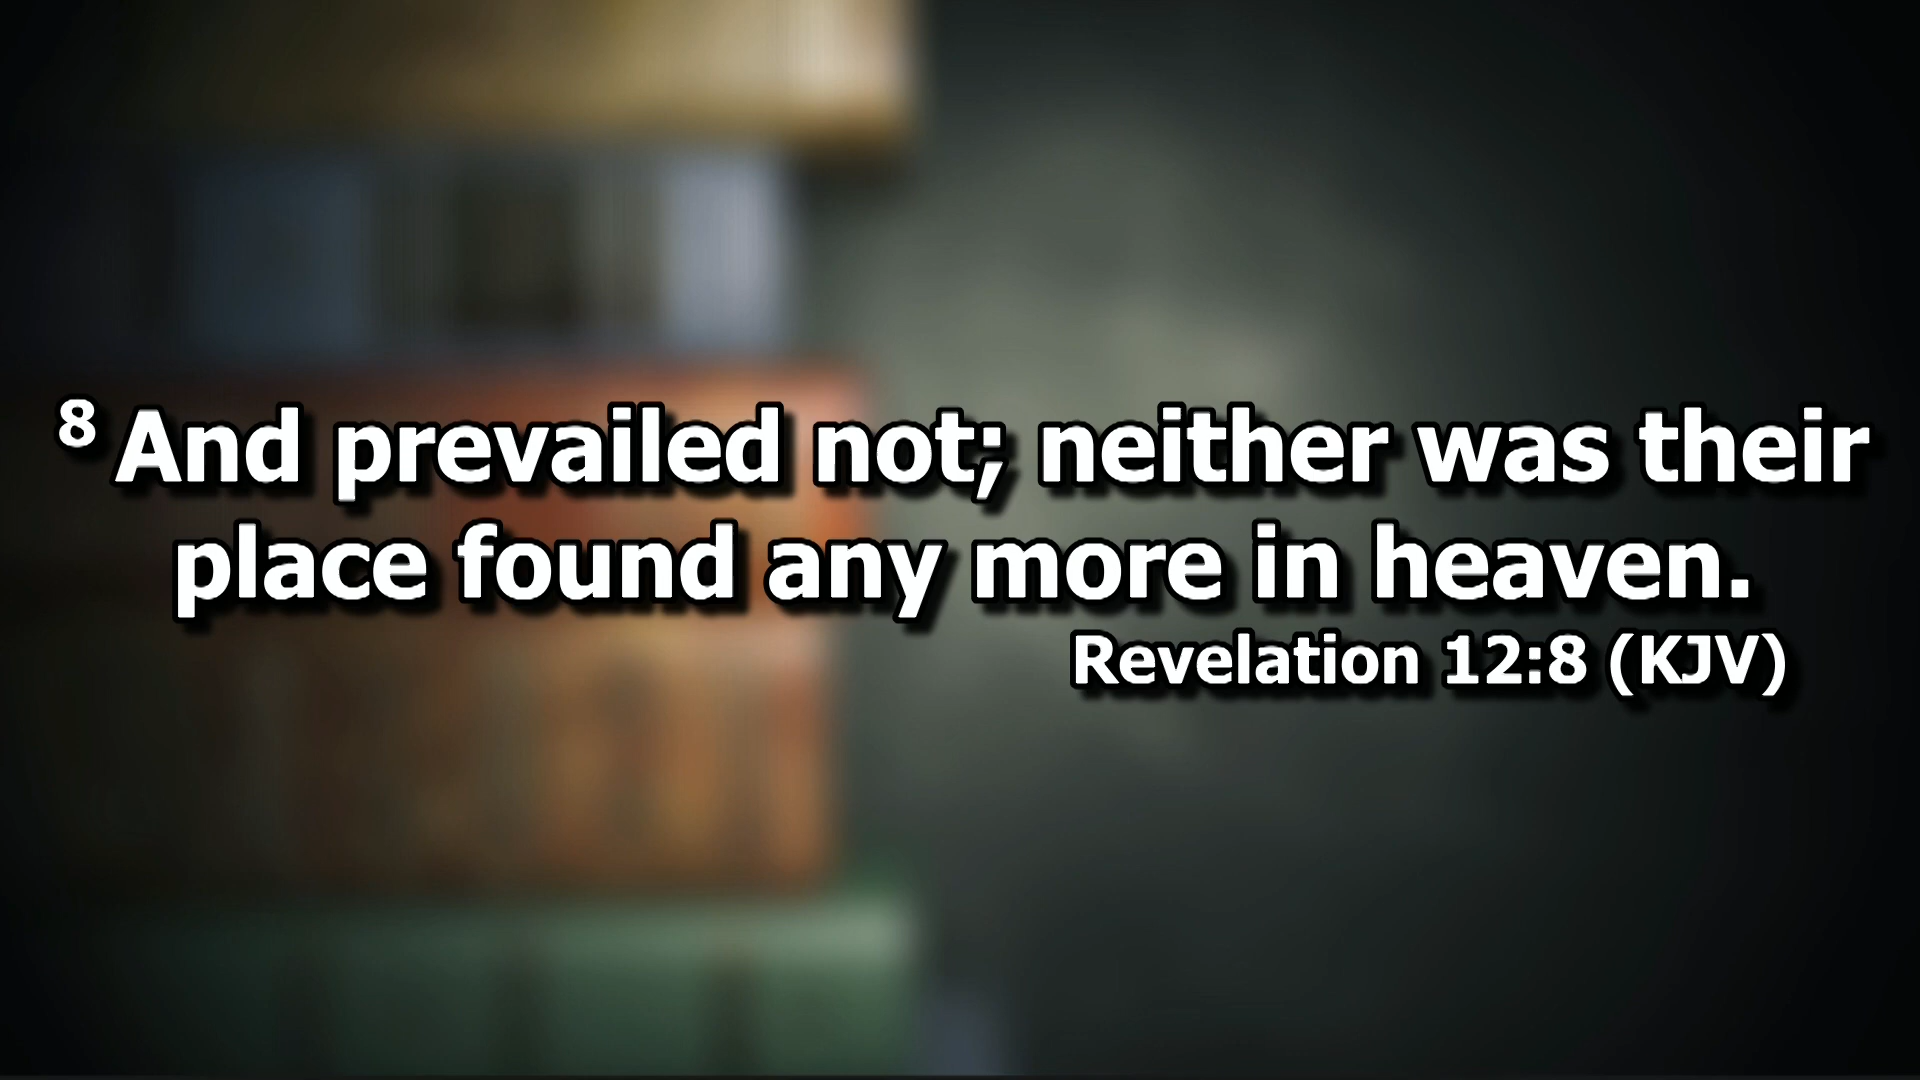 8 And prevailed not; neither was their
place found any more in heaven.
Revelation 12:8 (KJV)